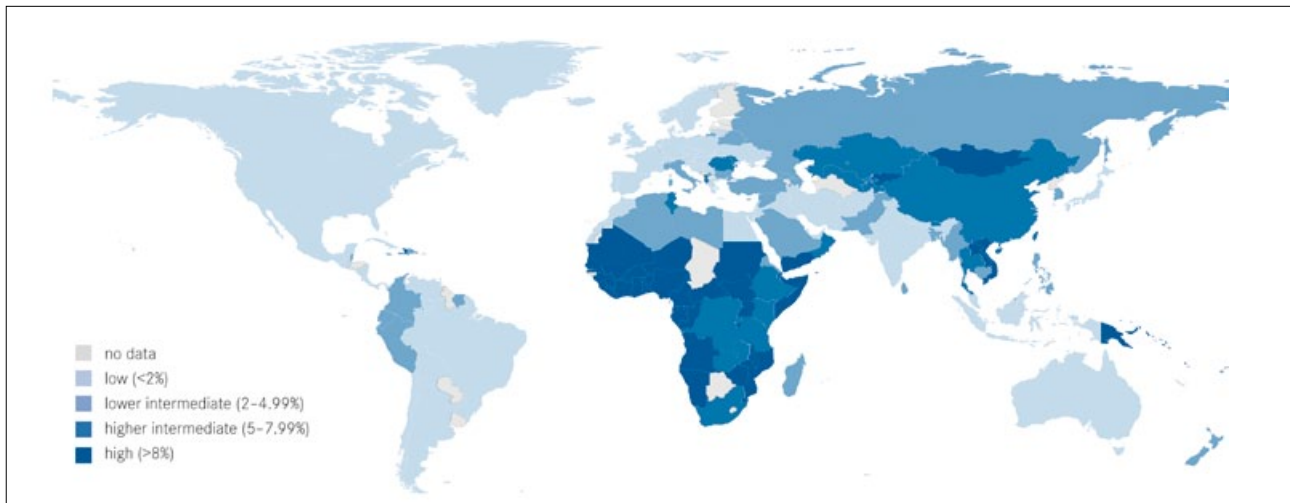 no data
low (<2%)
lower intermediate (2–4.99%)
higher intermediate (5–7.99%)
high (>8%)